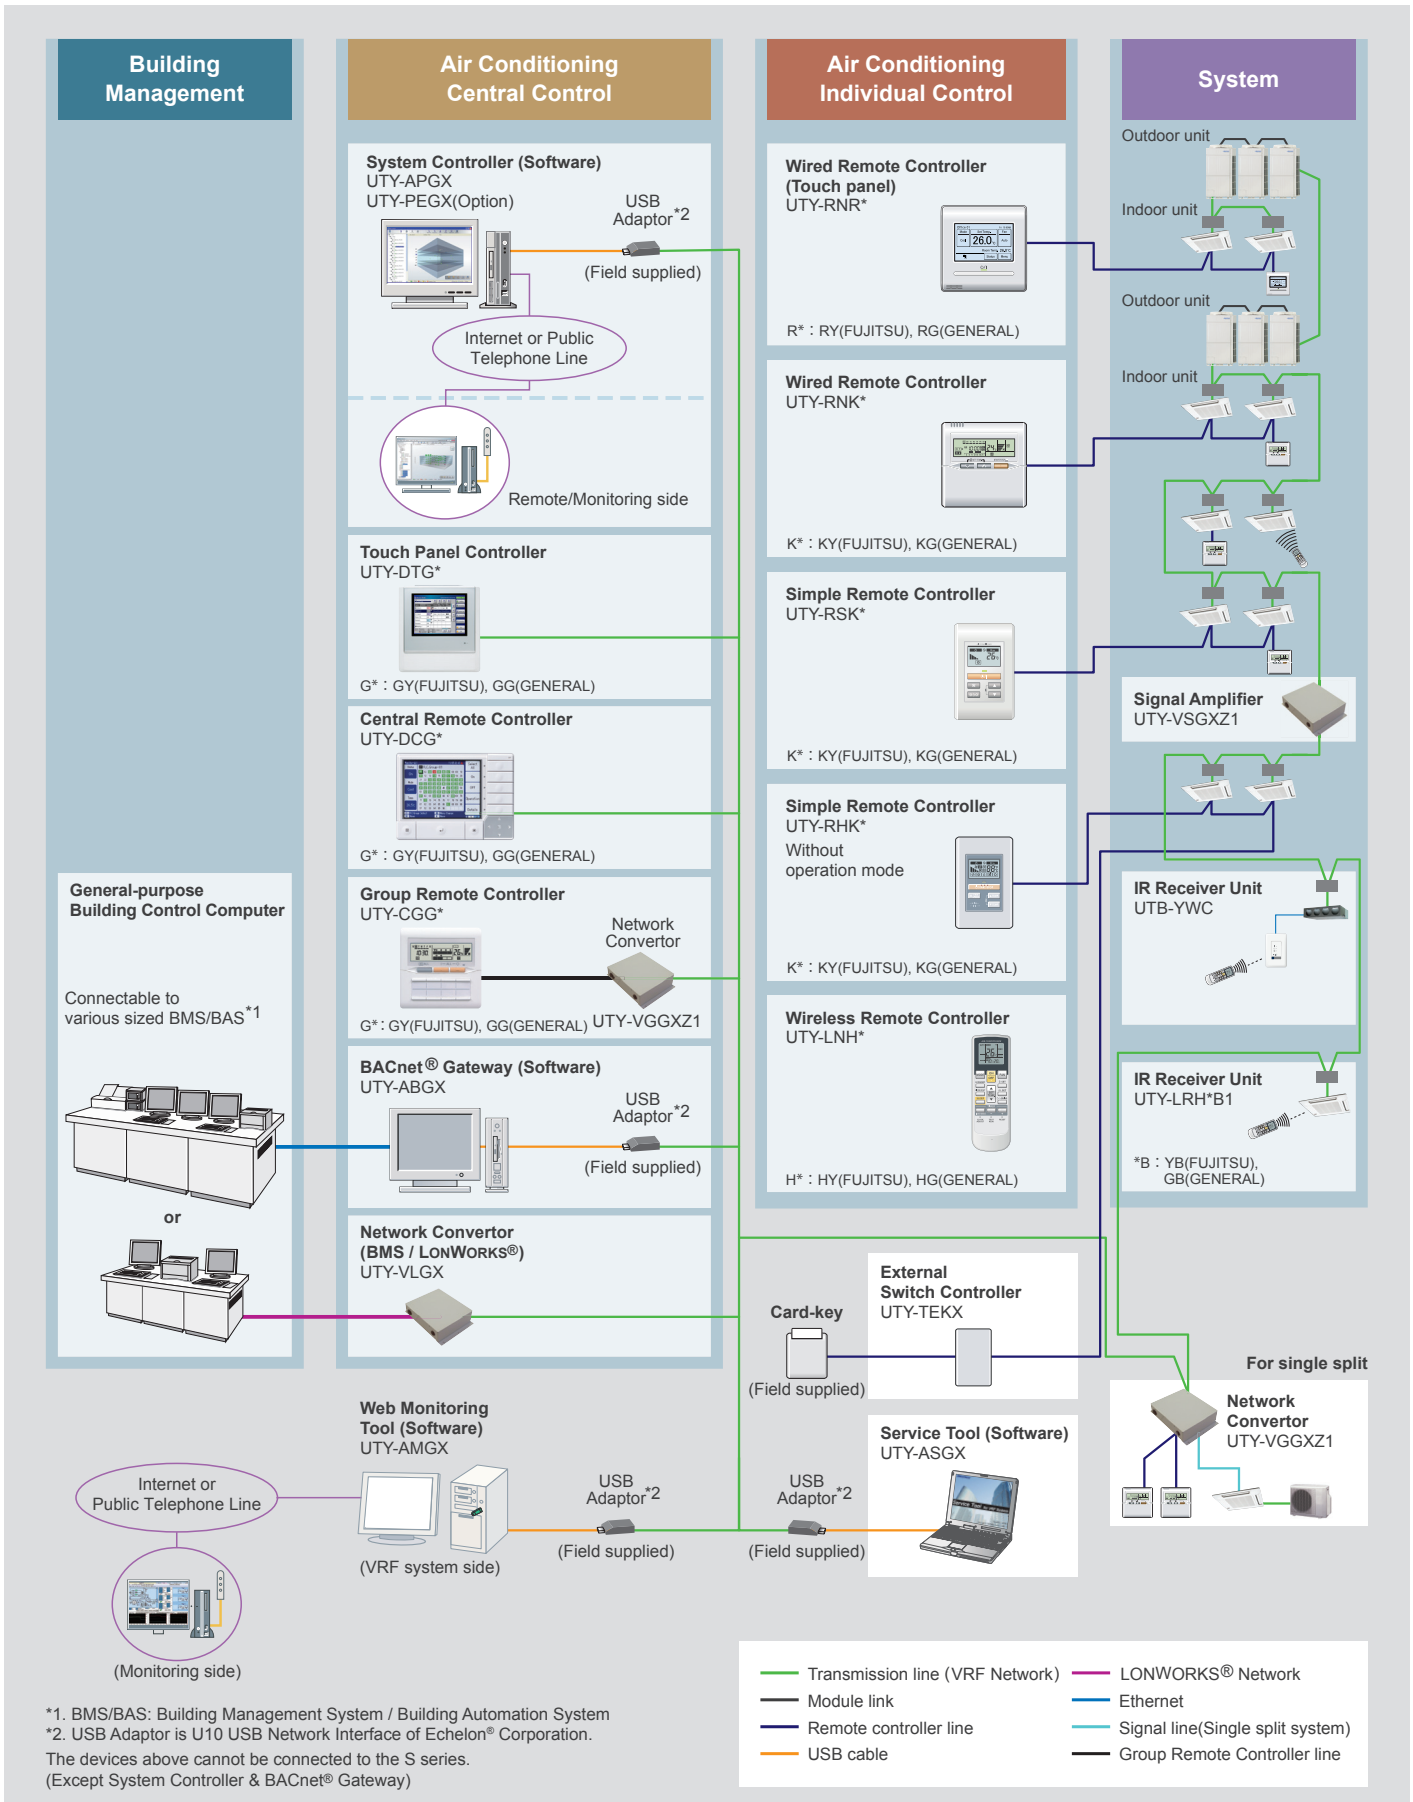 Building
Management
Air Conditioning
Central Control
Air Conditioning
Individual Control
System
System Controller (Software)
UTY-APGX
UTY-PEGX(Option)
USB
Adaptor*2
(Field supplied)
Internet or Public
Telephone Line
Remote/Monitoring side
Touch Panel Controller
UTY-DTG*
G* : GY(FUJITSU), GG(GENERAL)
Central Remote Controller
UTY-DCG*
G* : GY(FUJITSU), GG(GENERAL)
Group Remote Controller
UTY-CGG*
Network
Convertor
G* : GY(FUJITSU), GG(GENERAL)
UTY-VGGXZ1
BACnet® Gateway (Software)
UTY-ABGX
USB
Adaptor*2
(Field supplied)
Network Convertor
(BMS / LONWORKS®)
UTY-VLGX
General-purpose
Building Control Computer
Connectable to
various sized BMS/BAS*1
or
Wired Remote Controller
(Touch panel)
UTY-RNR*
26.0
R* : RY(FUJITSU), RG(GENERAL)
Wired Remote Controller
UTY-RNK*
K* : KY(FUJITSU), KG(GENERAL)
Simple Remote Controller
UTY-RSK*
K* : KY(FUJITSU), KG(GENERAL)
Simple Remote Controller
UTY-RHK*
Without
operation mode
K* : KY(FUJITSU), KG(GENERAL)
Wireless Remote Controller
UTY-LNH*
H* : HY(FUJITSU), HG(GENERAL)
Outdoor unit
Indoor unit
Outdoor unit
Indoor unit
Signal Amplifier
UTY-VSGXZ1
IR Receiver Unit
UTB-YWC
IR Receiver Unit
UTY-LRH*B1
*B : YB(FUJITSU),
GB(GENERAL)
Card-key
(Field supplied)
External
Switch Controller
UTY-TEKX
For single split
Network
Convertor
UTY-VGGXZ1
Web Monitoring
Tool (Software)
UTY-AMGX
(VRF system side)
USB
Adaptor*2
(Field supplied)
USB
Adaptor*2
(Field supplied)
Service Tool (Software)
UTY-ASGX
Service Tool
Internet or
Public Telephone Line
(Monitoring side)
Transmission line (VRF Network)
Module link
Remote controller line
USB cable
LONWORKS® Network
Ethernet
Signal line(Single split system)
Group Remote Controller line
*1. BMS/BAS: Building Management System / Building Automation System
*2. USB Adaptor is U10 USB Network Interface of Echelon® Corporation.
The devices above cannot be connected to the S series.
(Except System Controller & BACnet® Gateway)